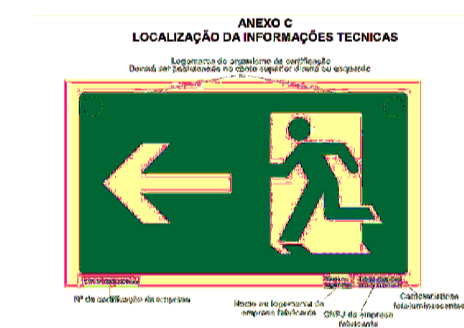 ANEXO C
LOCALIZAÇÃO DA INFORMAÇÕES TECNICAS
Logomarca do organismo de certificação
Deverá ser posicionada no canto superior direito ou esquerdo
Nº de certificação da empresa
Nome ou logomarca da
empresa fabricante
CNPJ da empresa
fabricante
Características
fotoluminescentes